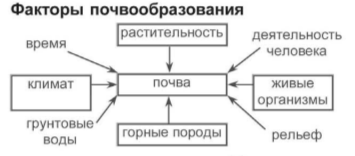 Факторы почвообразования
время
растительность
деятельность
человека
климат
почва
живые
организмы
грунтовые
воды
горные породы
рельеф